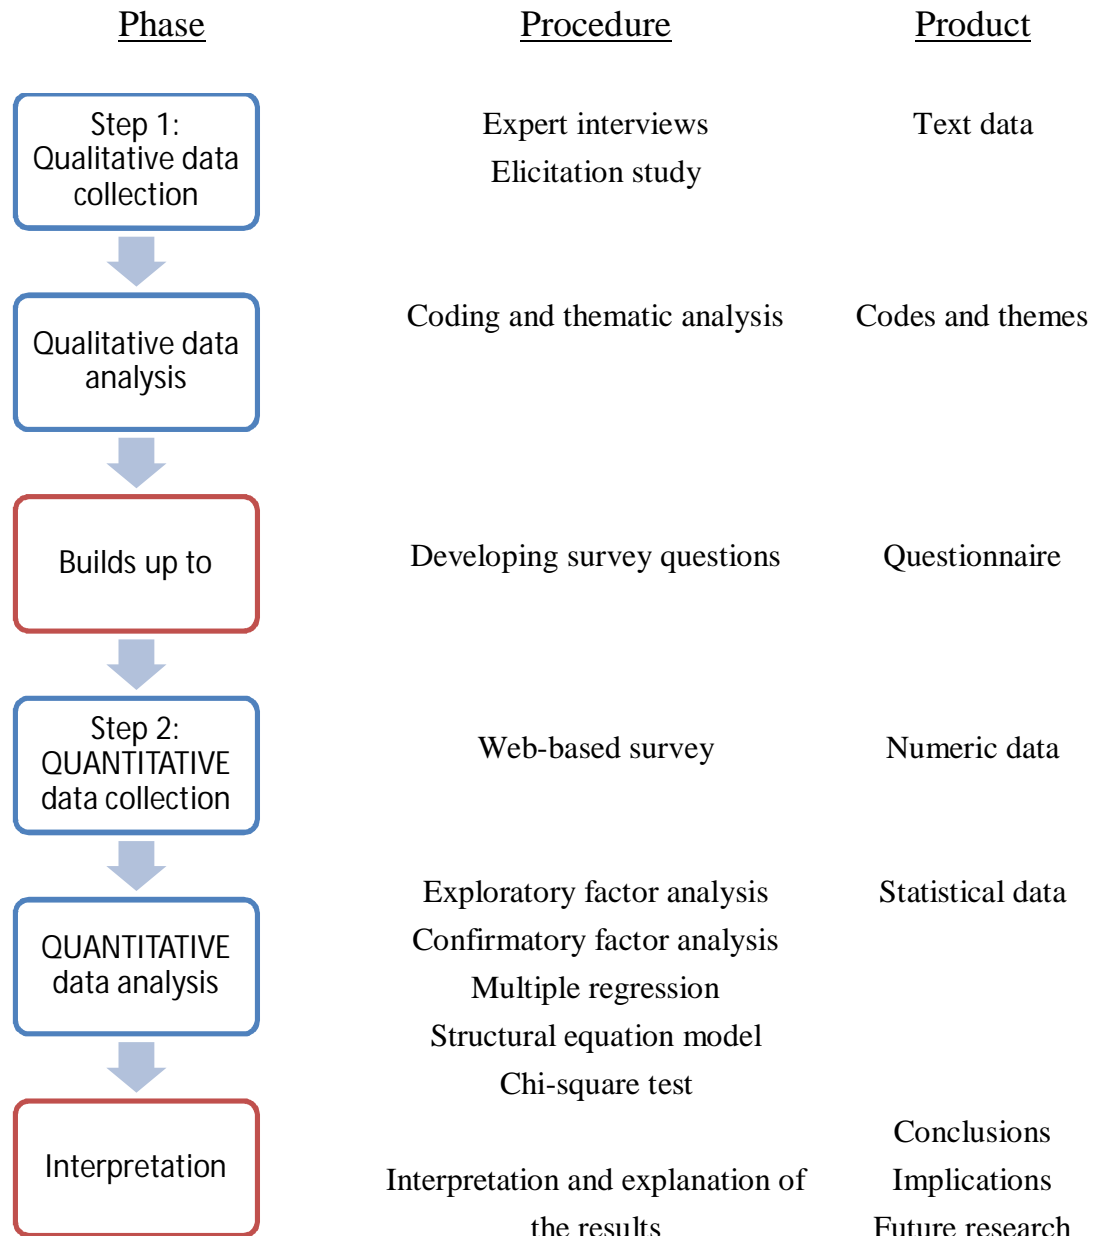 Phase Procedure Product
Step 1:
Qualitative data
collection
Expert interviews
Elicitation study
Text data
Qualitative data
analysis
Coding and thematic analysis
Codes and themes
Builds up to
Developing survey questions
Questionnaire
Step 2:
QUANTITATIVE
data collection
Web-based survey
Numeric data
QUANTITATIVE
data analysis
Exploratory factor analysis
Confirmatory factor analysis
Multiple regression
Structural equation model
Chi-square test
Statistical data
Interpretation
Interpretation and explanation of
the results
Conclusions
Implications
Future research